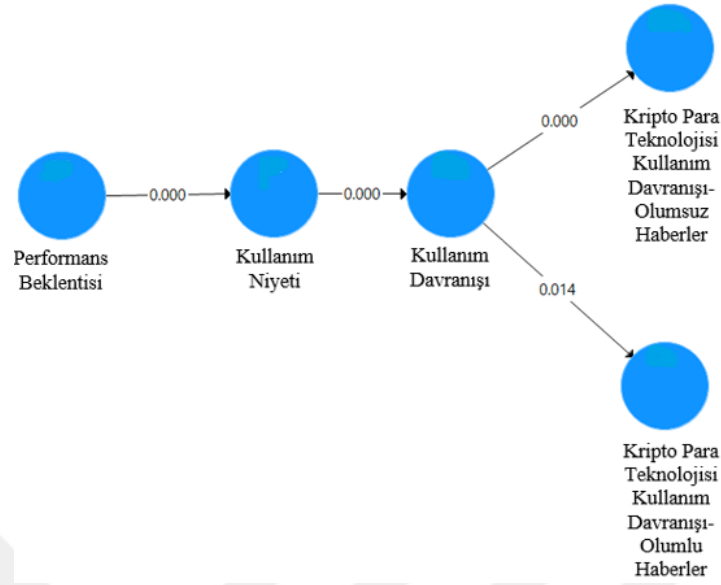 0.000
Kripto Para
Teknolojisi
Kullanım
Davranışı-
Olumsuz
Haberler
0.000
0.000
Performans
Beklentisi
Kullanım
Niyeti
Kullanım
Davranışı
0.014
Kripto Para
Teknolojisi
Kullanım
Davranışı-
Olumlu
Haberler